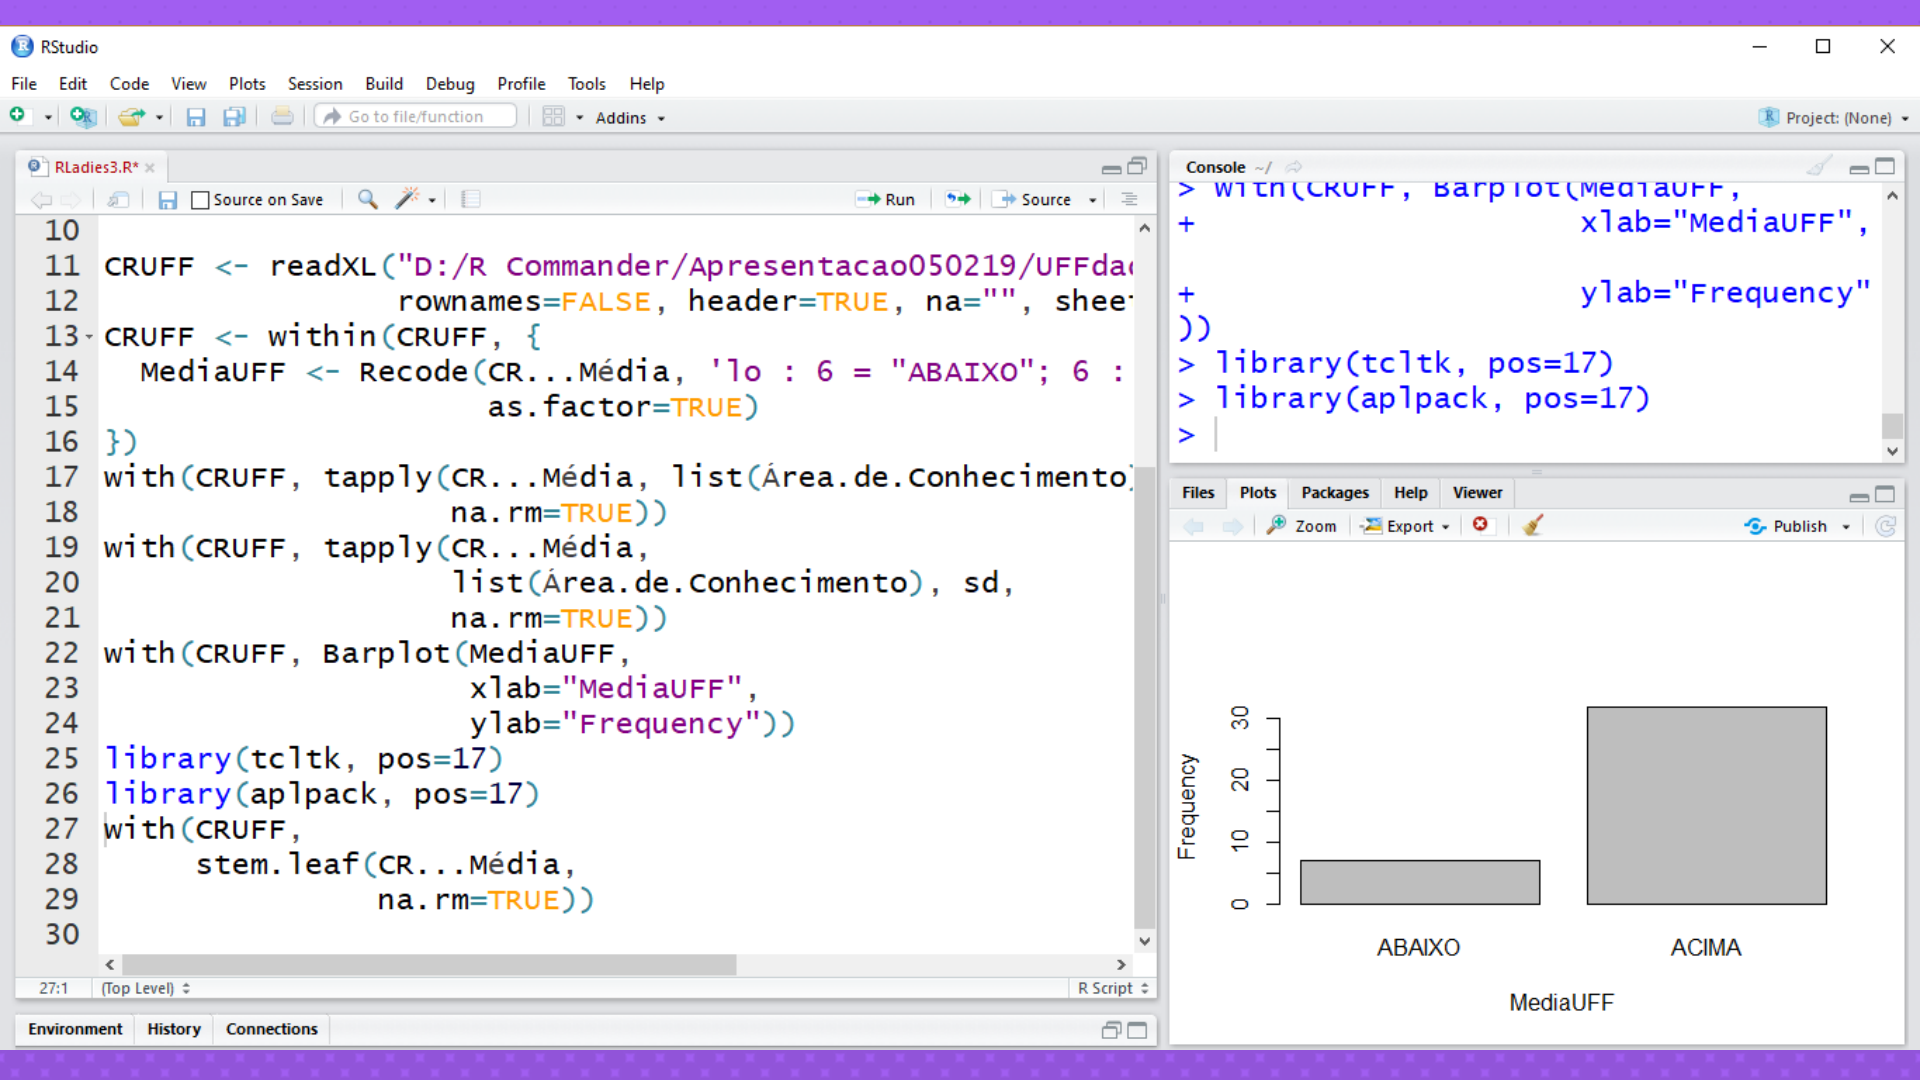 RStudio
File Edit Code View Plots Session Build Debug Profile Tools Help
Go to file/function Addins Project: (None)
RLadies3.R*
Source on Save Run Source
10
11 CRUFF <- readXL("D:/R Commander/Apresentacao050219/UFFdad
12 rownames=FALSE, header=TRUE, na="", sheet
13 CRUFF <- within(CRUFF, {
14 MediaUFF <- Recode(CR...Média, 'lo : 6 = "ABAIXO"; 6 :
15 as.factor=TRUE)
16 })
17 with(CRUFF, tapply(CR...Média, list(Área.de.Conhecimento)
18 na.rm=TRUE))
19 with(CRUFF, tapply(CR...Média,
20 list(Área.de.Conhecimento), sd,
21 na.rm=TRUE))
22 with(CRUFF, Barplot(MediaUFF,
23 xlab="MediaUFF",
24 ylab="Frequency"))
25 library(tcltk, pos=17)
26 library(aplpack, pos=17)
27 with(CRUFF,
28 stem.leaf(CR...Média,
29 na.rm=TRUE))
30
27:1 (Top Level) R Script
Environment History Connections
Console ~/
> with(CRUFF, Barplot(MediaUFF,
+ xlab="MediaUFF",
+ ylab="Frequency"
))
> library(tcltk, pos=17)
> library(aplpack, pos=17)
>
Files Plots Packages Help Viewer
Zoom Export Publish
Frequency
30
20
10
0
ABAIXO ACIMA
MediaUFF